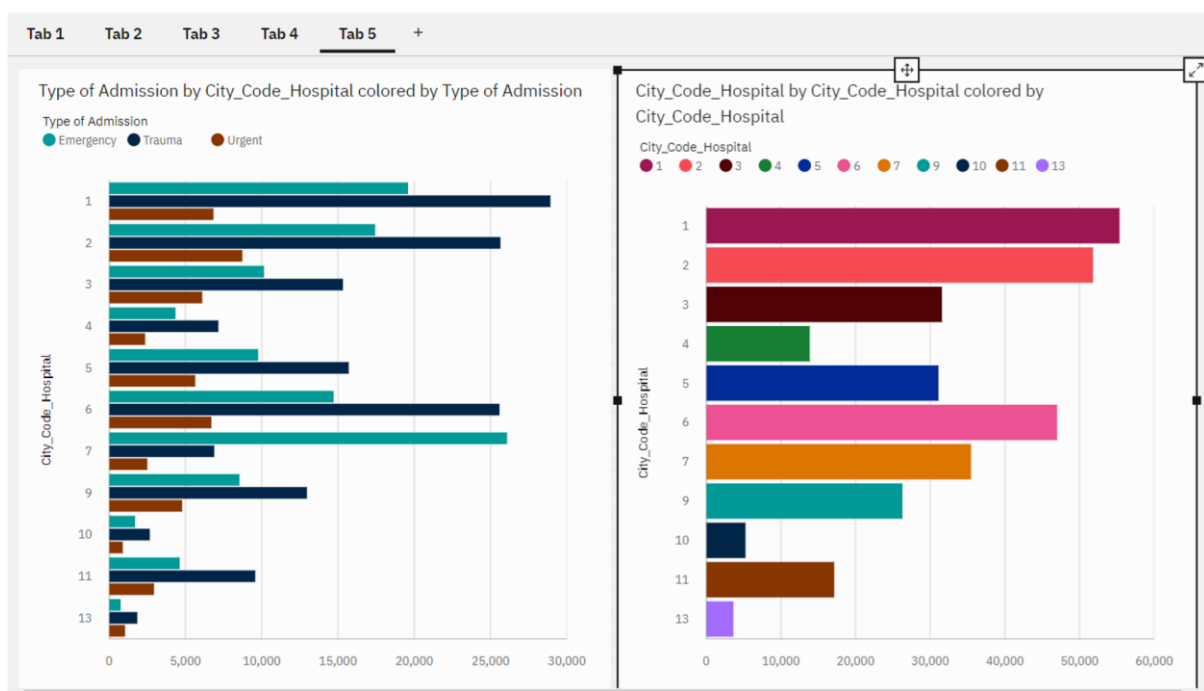 Tab 1 Tab 2 Tab 3 Tab 4 Tab 5 +
Type of Admission by City_Code_Hospital colored by Type of Admission
Type of Admission
Emergency Trauma Urgent
City_Code_Hospital
1
2
3
4
5
6
7
9
10
11
13
0 5,000 10,000 15,000 20,000 25,000 30,000
City_Code_Hospital by City_Code_Hospital colored by
City_Code_Hospital
City_Code_Hospital
1 2 3 4 5 6 7 9 10 11 13
City_Code_Hospital
1
2
3
4
5
6
7
9
10
11
13
0 10,000 20,000 30,000 40,000 50,000 60,000